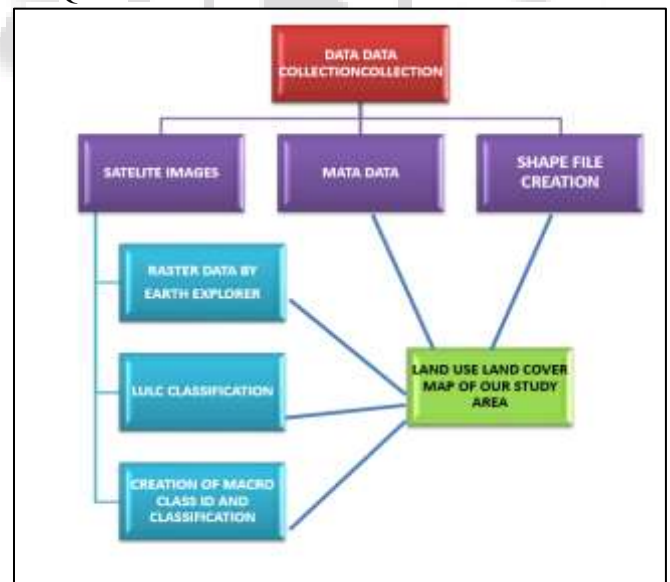 DATA DATA
COLLECTIONCOLLECTION
SATELITE IMAGES
MATA DATA
SHAPE FILE
CREATION
RASTER DATA BY
EARTH EXPLORER
LULC CLASSIFICATION
CREATION OF MACRO
CLASS ID AND
CLASSIFICATION
LAND USE LAND COVER
MAP OF OUR STUDY
AREA